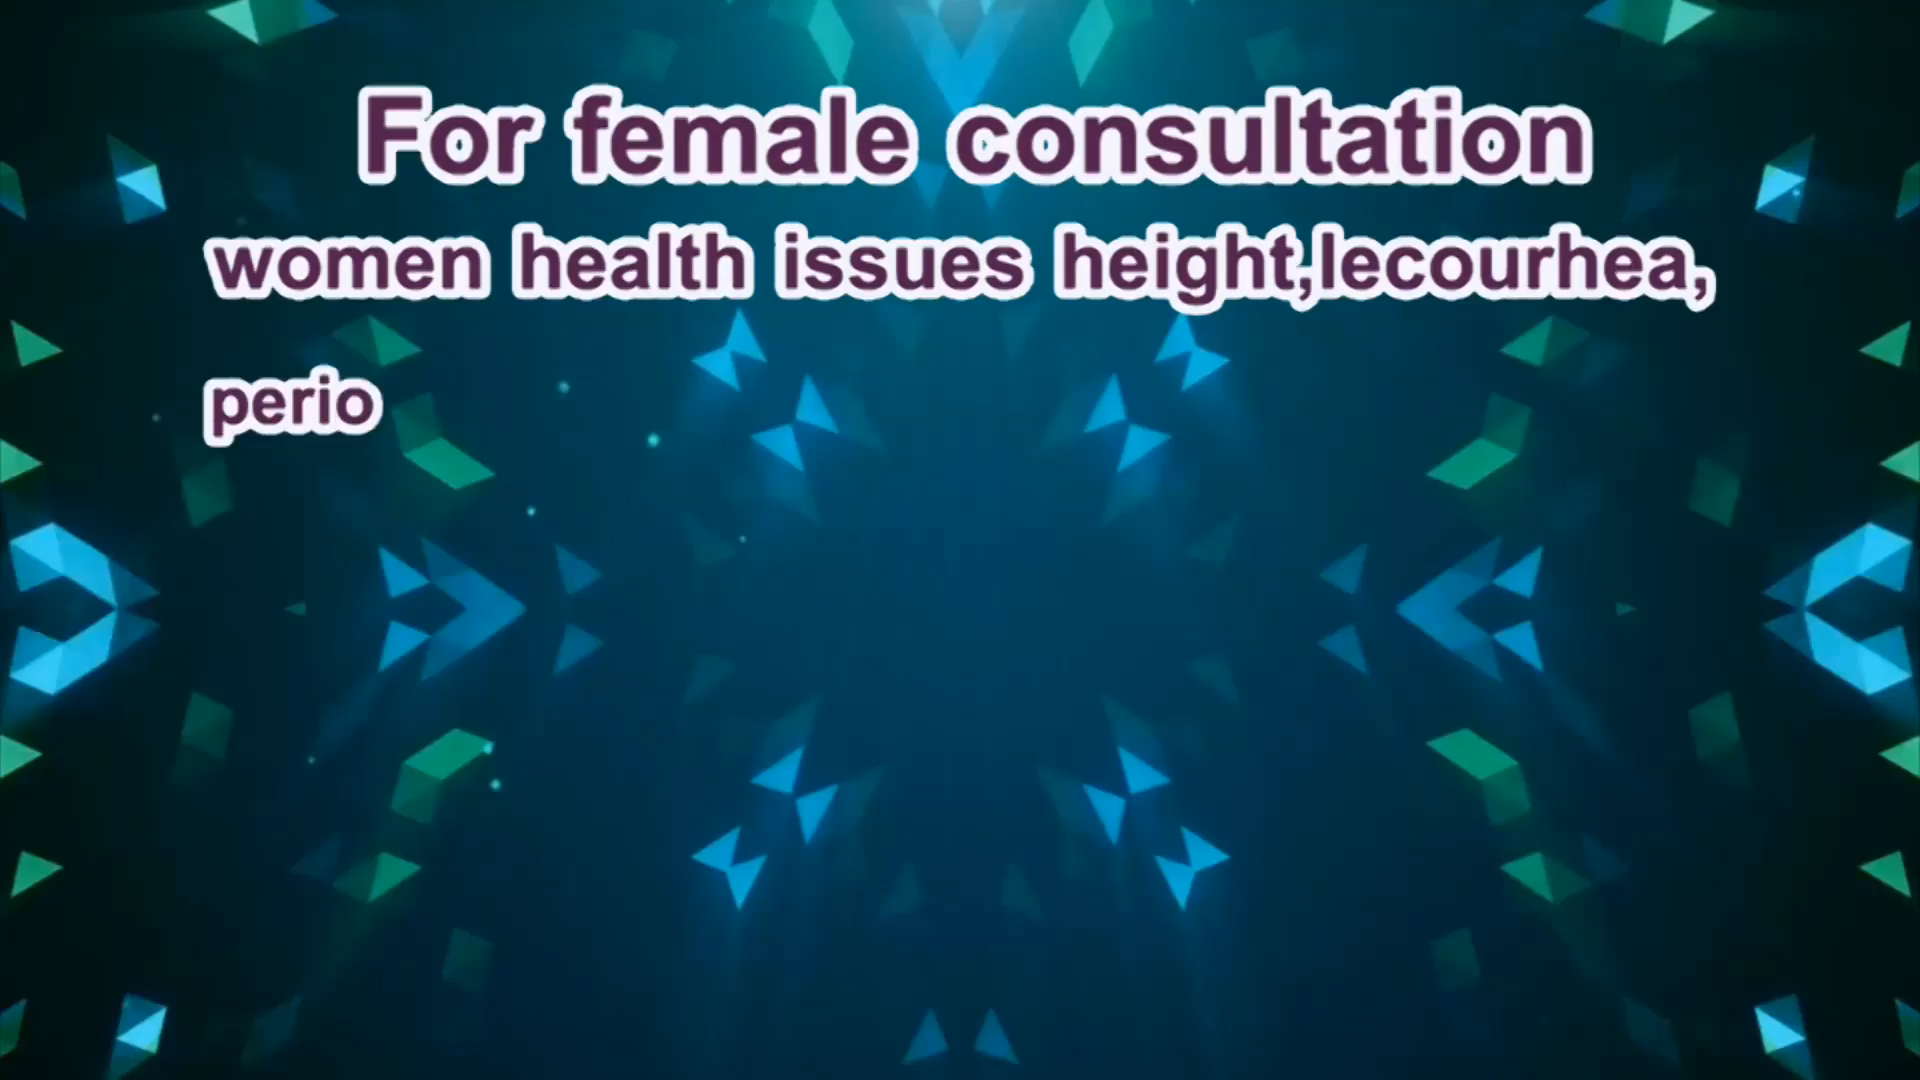 For female consultation
women health issues height,lecourhea,
perio